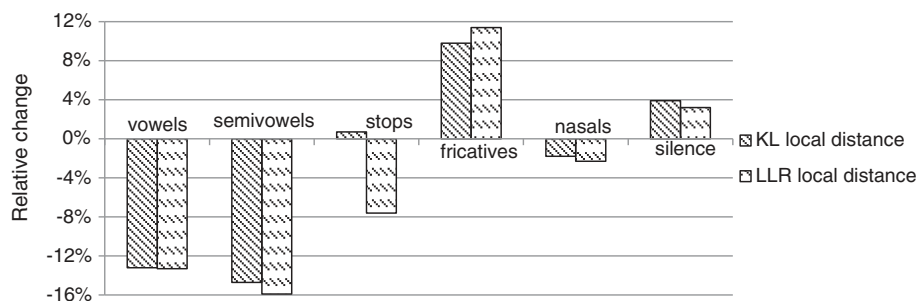 12%
8%
4%
0%
-4%
-8%
-12%
-16%
Relative change
vowels
semivowels
stops
fricatives
nasals
silence
KL local distance
LLR local distance